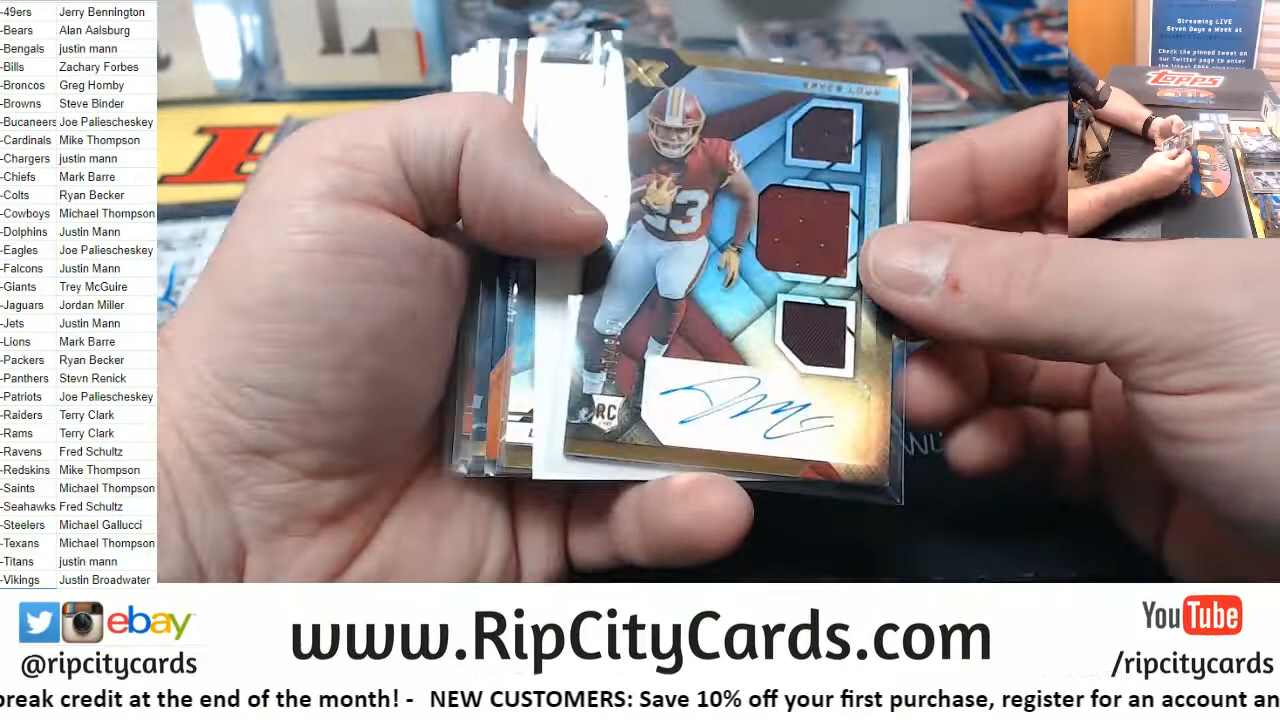 -49ers Jerry Bennington
-Bears Alan Aalsburg
-Bengals justin mann
-Bills Zachary Forbes
-Broncos Greg Hornby
-Browns Steve Binder
-Bucaneers Joe Paliescheskey
-Cardinals Mike Thompson
-Chargers justin mann
-Chiefs Mark Barre
-Colts Ryan Becker
-Cowboys Michael Thompson
-Dolphins Justin Mann
-Eagles Joe Paliescheskey
-Falcons Justin Mann
-Giants Trey McGuire
-Jaguars Jordan Miller
-Jets Justin Mann
-Lions Mark Barre
-Packers Ryan Becker
-Panthers Stevn Renick
-Patriots Joe Paliescheskey
-Raiders Terry Clark
-Rams Terry Clark
-Ravens Fred Schultz
-Redskins Mike Thompson
-Saints Michael Thompson
-Seahawks Fred Schultz
-Steelers Michael Gallucci
-Texans Michael Thompson
-Titans justin mann
-Vikings Justin Broadwater
XX
23
RC
Streaming LIVE
Seven Days a Week at
Check the pinned tweet on
our Twitter page to enter
Topps
ebay
@ripcitycards
www.RipCityCards.com
YouTube
/ripcitycards
break credit at the end of the month! - NEW CUSTOMERS: Save 10% off your first purchase, register for an account an